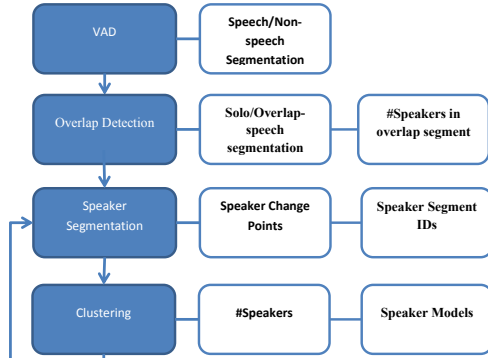 VAD
Speech/Non-
speech
Segmentation
Overlap Detection
Solo/Overlap-
speech
segmentation
#Speakers in
overlap segment
Speaker
Segmentation
Speaker Change
Points
Speaker Segment
IDs
Clustering
#Speakers
Speaker Models